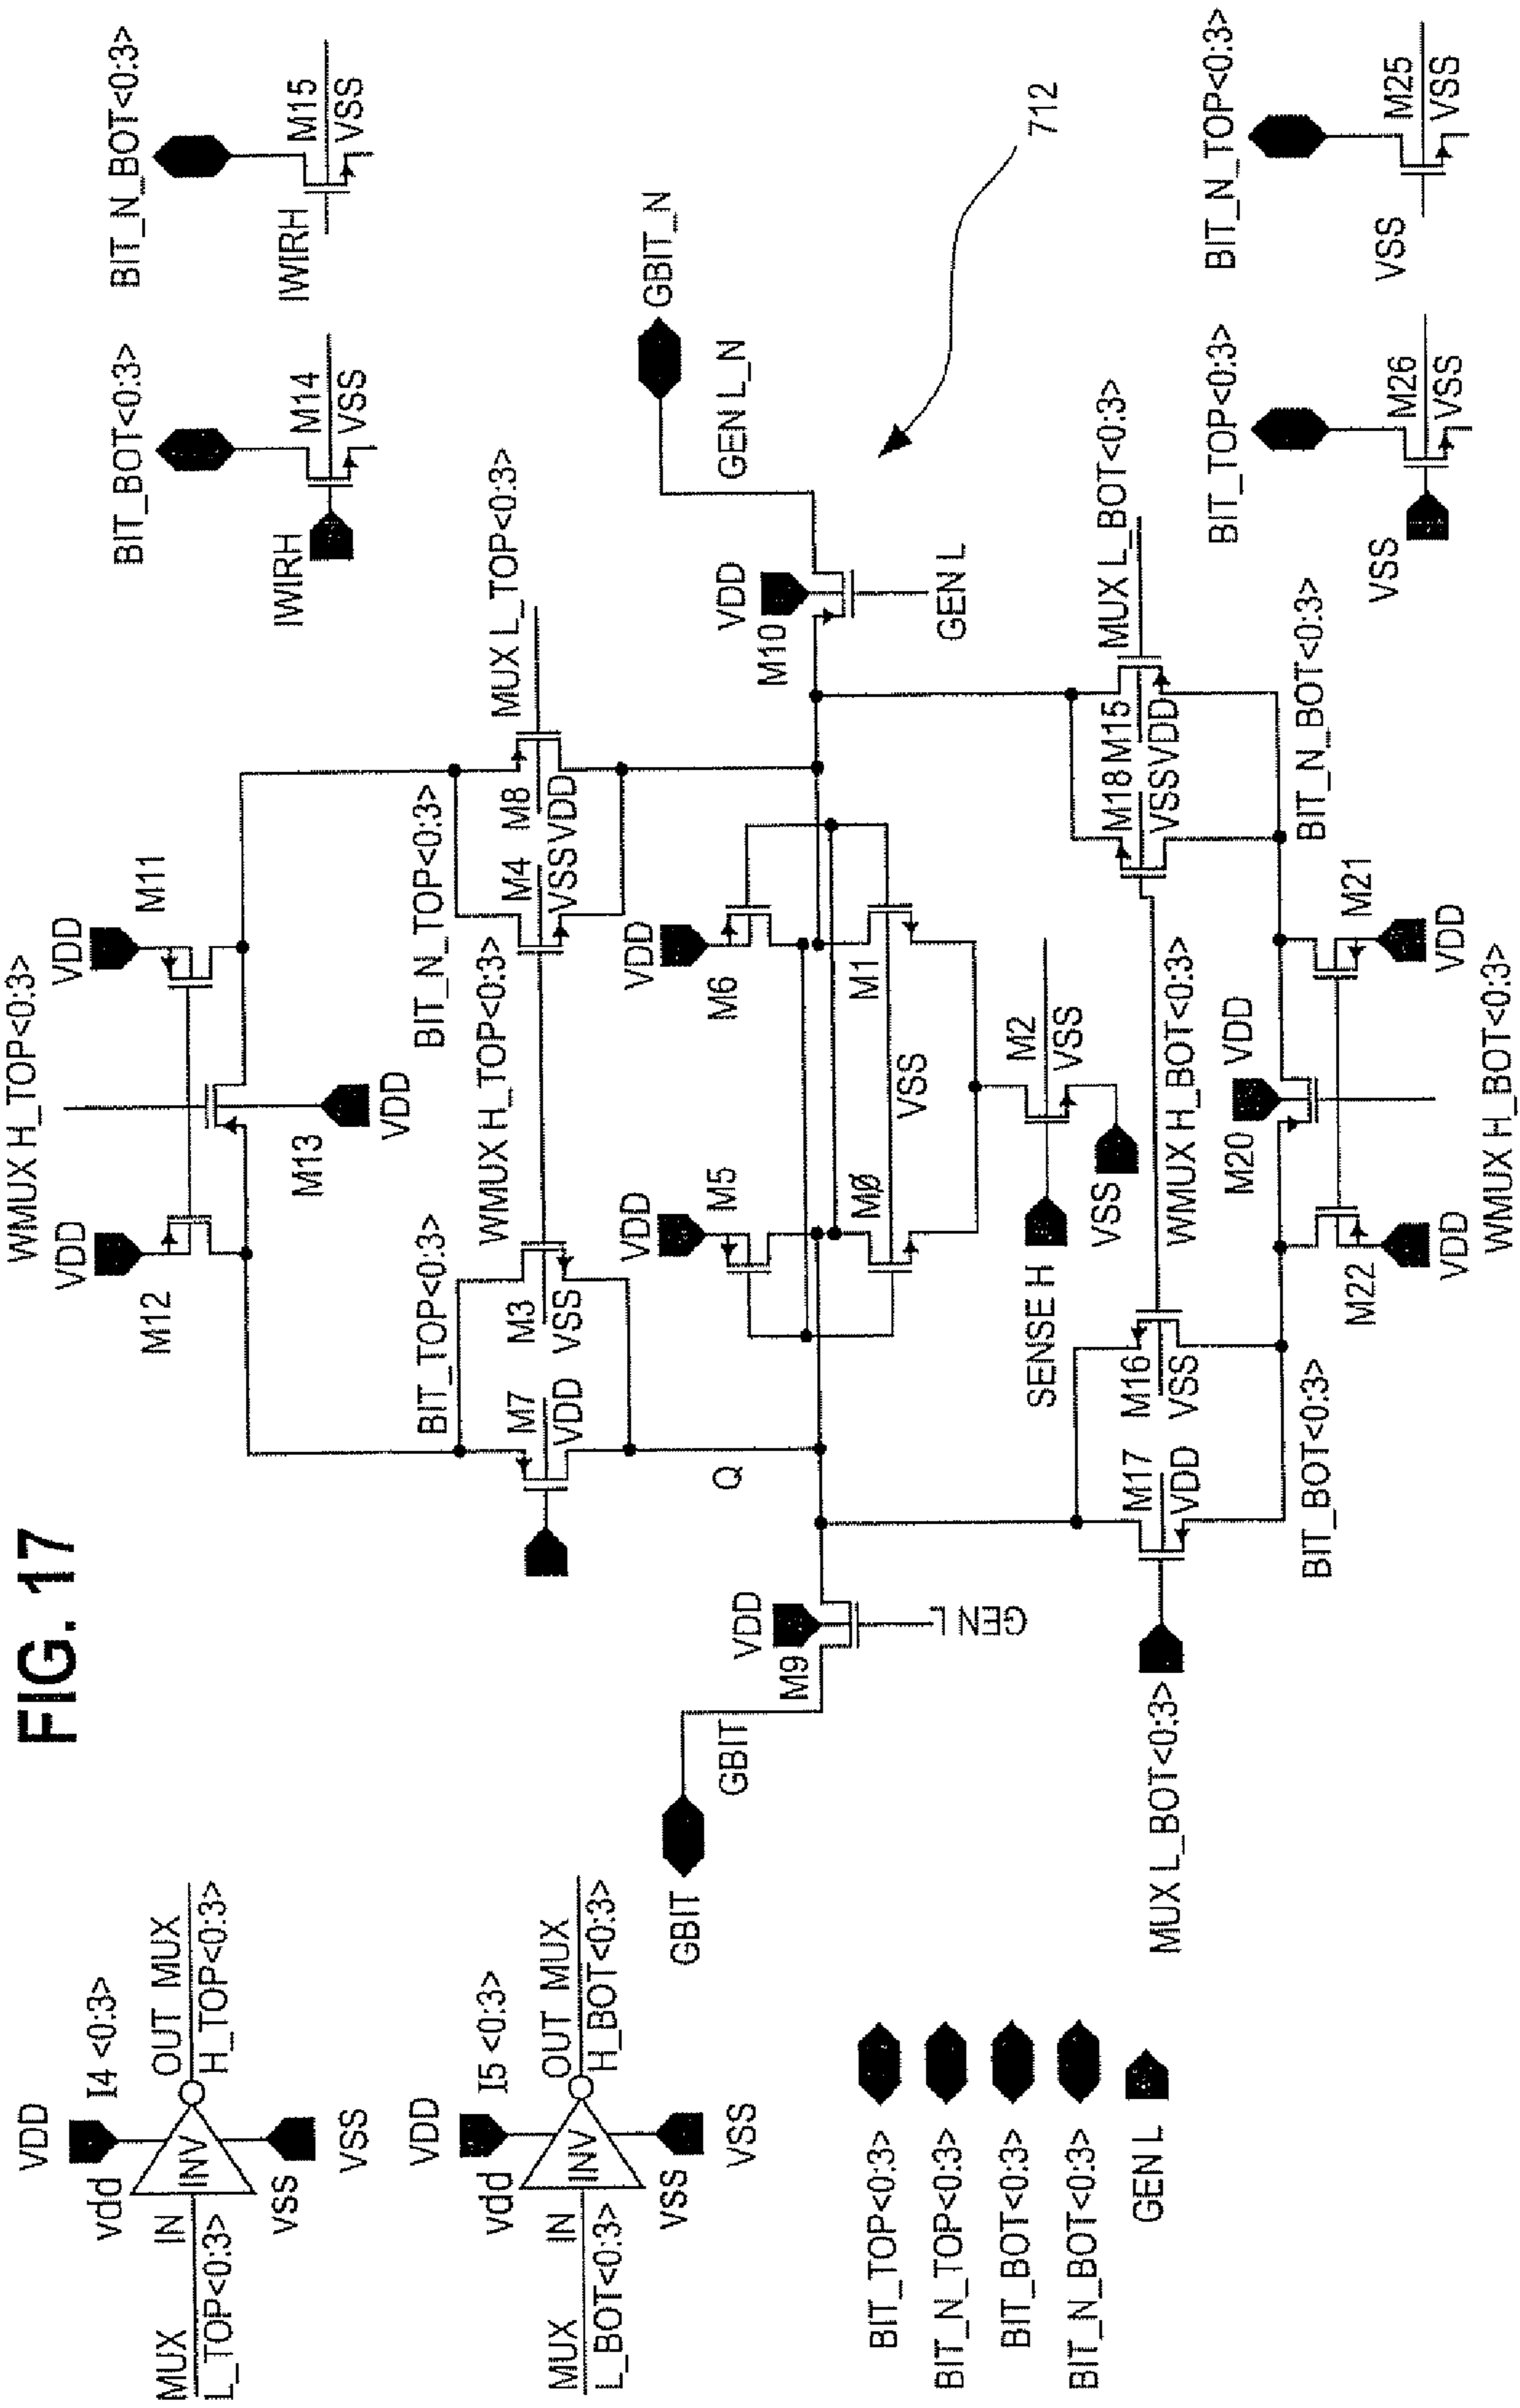 FIG. 17
VDD
vdd
I4 <0:3>
MUX
L_TOP<0:3>
IN
INV
OUT MUX
H_TOP<0:3>
vss
VSS
VDD
vdd
I5 <0:3>
MUX
L_BOT<0:3>
IN
INV
OUT MUX
H_BOT<0:3>
vss
VSS
BIT_TOP<0:3>
BIT_N_TOP<0:3>
BIT_BOT<0:3>
BIT_N_BOT<0:3>
GEN L
WMUX H_TOP<0:3>
VDD
M12
VDD
M11
M13
VDD
BIT_TOP<0:3>
BIT_N_TOP<0:3>
WMUX H_TOP<0:3>
M7
VDD
M3
VSS
M4
VSS
M8
VDD
MUX L_TOP<0:3>
Q
GBIT
GBIT
M9
VDD
GEN L
VDD
M5
VDD
M6
MØ
M1
VSS
SENSE H
M2
VSS
VSS
M10
VDD
GEN L
GEN L_N
GBIT_N
712
MUX L_BOT<0:3>
M17
VDD
M16
VSS
WMUX H_BOT<0:3>
M18
VSS
M15
VDD
MUX L_BOT<0:3>
BIT_BOT<0:3>
BIT_N_BOT<0:3>
M20
VDD
M22
VDD
M21
VDD
WMUX H_BOT<0:3>
BIT_BOT<0:3>
IWIRH
M14
VSS
BIT_N_BOT<0:3>
IWIRH
M15
VSS
BIT_TOP<0:3>
VSS
M26
VSS
BIT_N_TOP<0:3>
VSS
M25
VSS